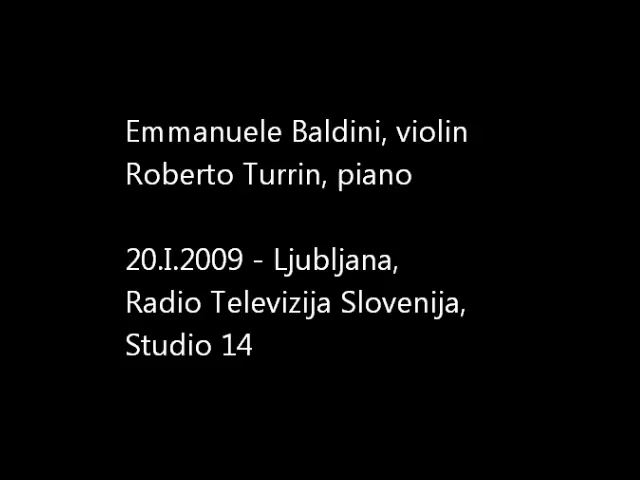 Emmanuele Baldini, violin
Roberto Turrin, piano
20.I.2009 - Ljubljana,
Radio Televizija Slovenija,
Studio 14